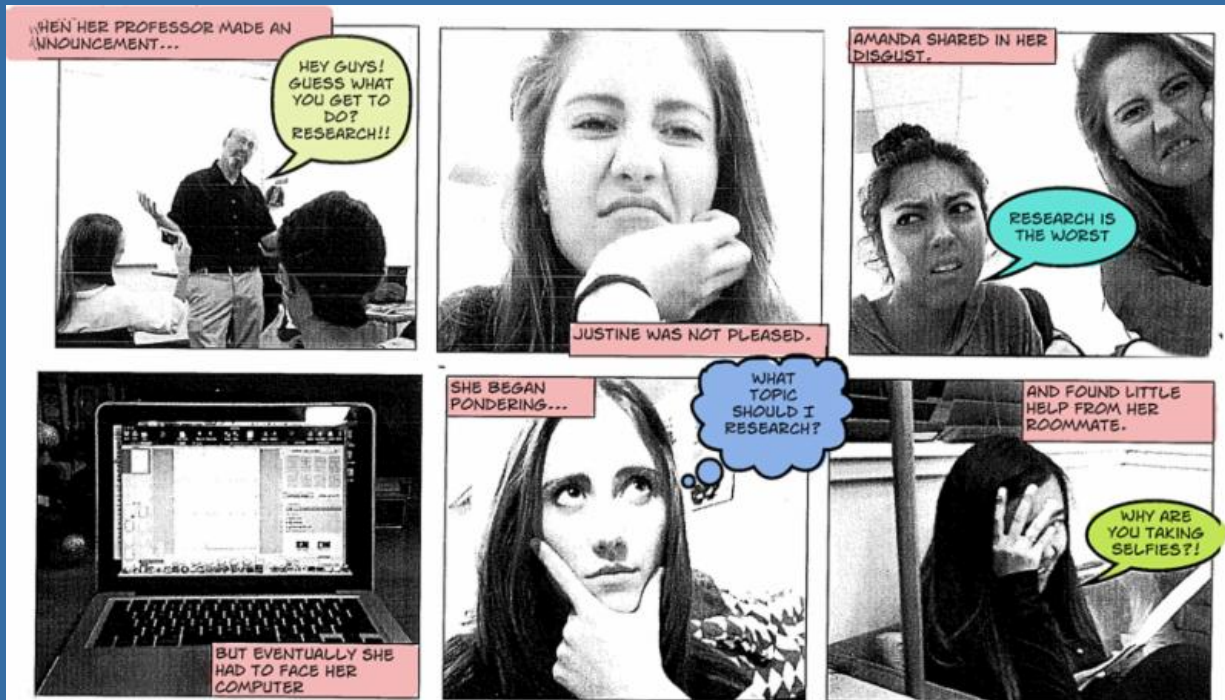 HEN HER PROFESSOR MADE AN
NNOUNCEMENT...
HEY GUYS!
GUESS WHAT
YOU GET TO
DO?
RESEARCH!!
JUSTINE WAS NOT PLEASED.
AMANDA SHARED IN HER
DISGUST.
RESEARCH IS
THE WORST
BUT EVENTUALLY SHE
HAD TO FACE HER
COMPUTER
SHE BEGAN
PONDERING...
WHAT
TOPIC
SHOULD I
RESEARCH?
AND FOUND LITTLE
HELP FROM HER
ROOMMATE.
WHY ARE
YOU TAKING
SELFIES?!